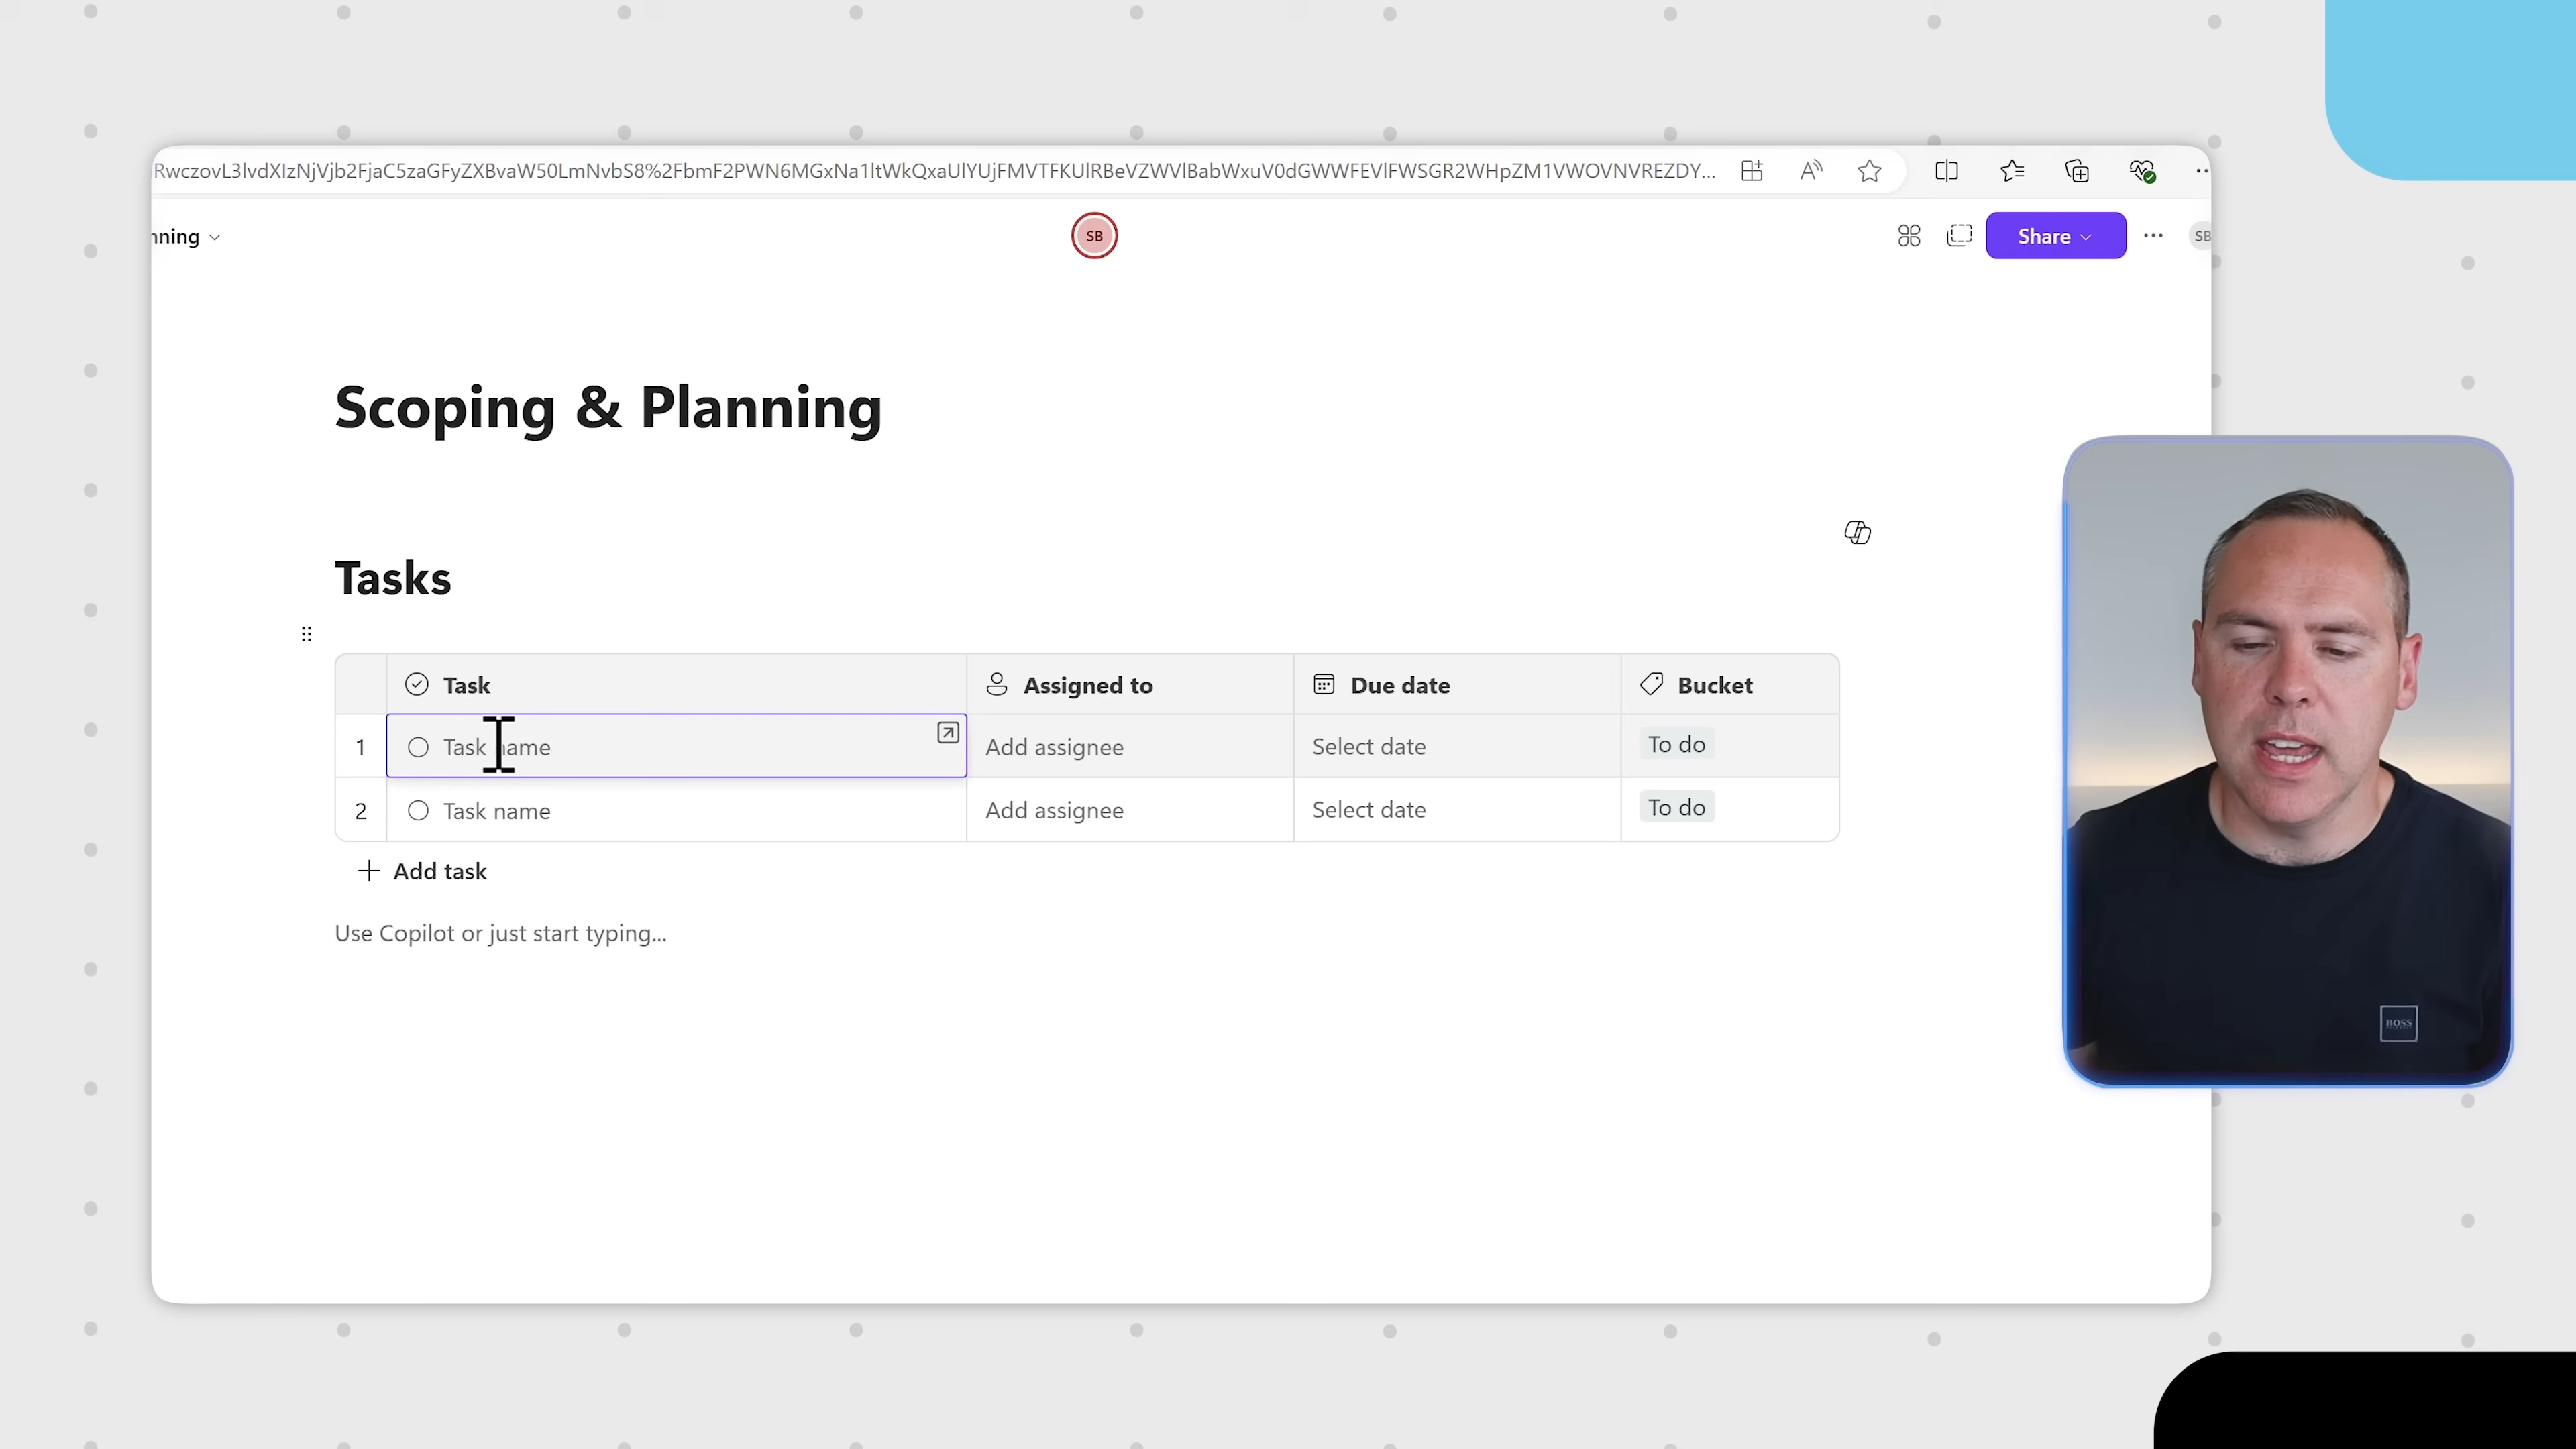 RwczovL3lvdXIzNjVjb2FjaC5zaGFyZXBvaW50LmNvbS8%2FbmF2PWN6MGxNa1ltWkQxaUlYUjFMVTFKUlRBeVZWVlBabWxuV0dGWWFEVlFWSGR2WHpZM1VWOVNVREZDY...
nning
SB
Share
SB
Scoping & Planning
Tasks
Task
Assigned to
Due date
Bucket
1
Task name
Add assignee
Select date
To do
2
Task name
Add assignee
Select date
To do
Add task
Use Copilot or just start typing...
BOSS